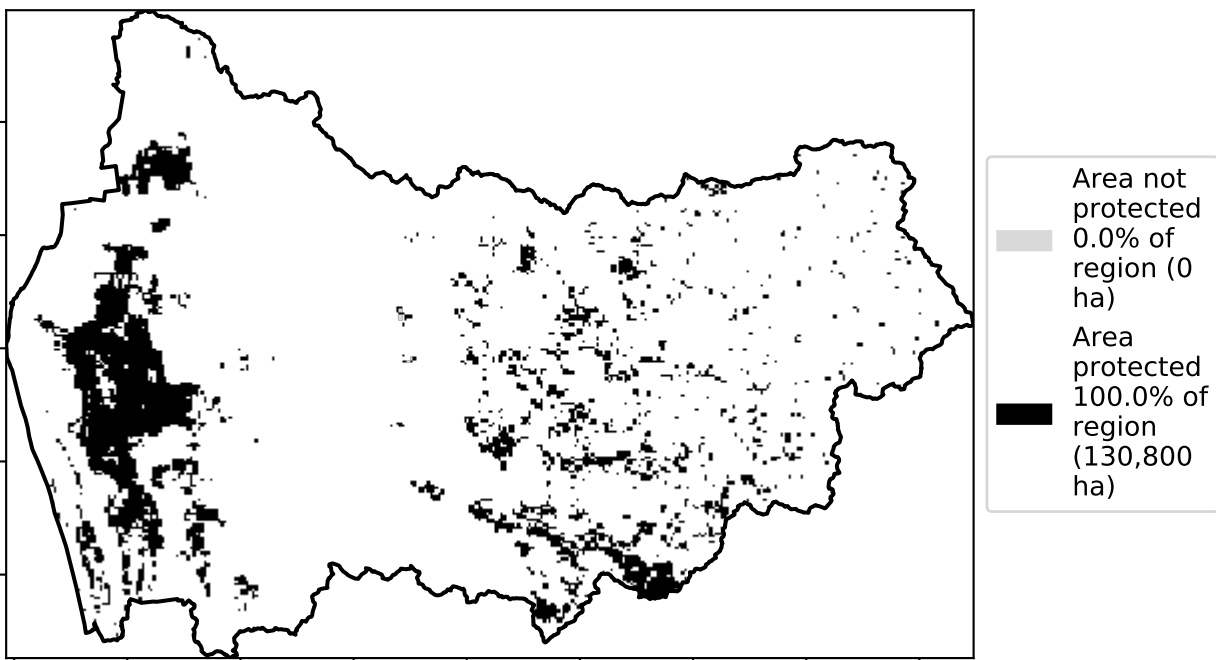 Area not
protected
0.0% of
region (0
ha)
Area
protected
100.0% of
region
(130,800
ha)